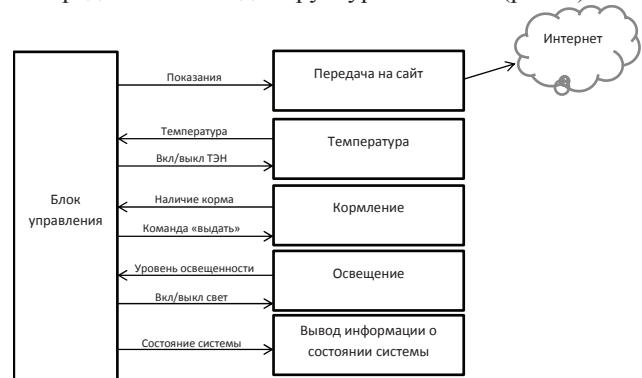 Интернет
Показания
Передача на сайт
Температура
Температура
Вкл/выкл ТЭН
Блок
управления
Наличие корма
Кормление
Команда «выдать»
Уровень освещенности
Освещение
Вкл/выкл свет
Состояние системы
Вывод информации о
состоянии системы